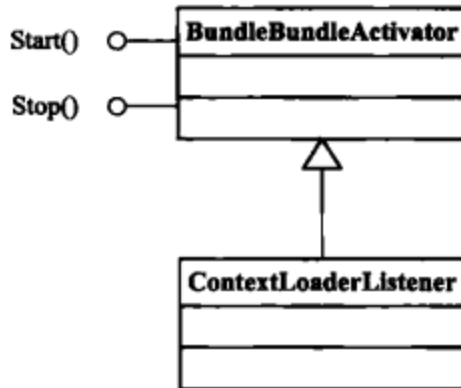 Start()
BundleBundleActivator
Stop()
ContextLoaderListener